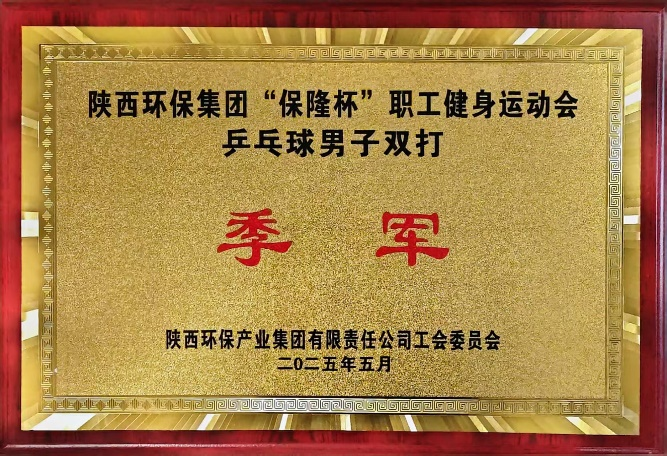 陕西环保集团“保隆杯”职工健身运动会
乒乓球男子双打
季军
陕西环保产业集团有限责任公司工会委员会
二〇二五年五月